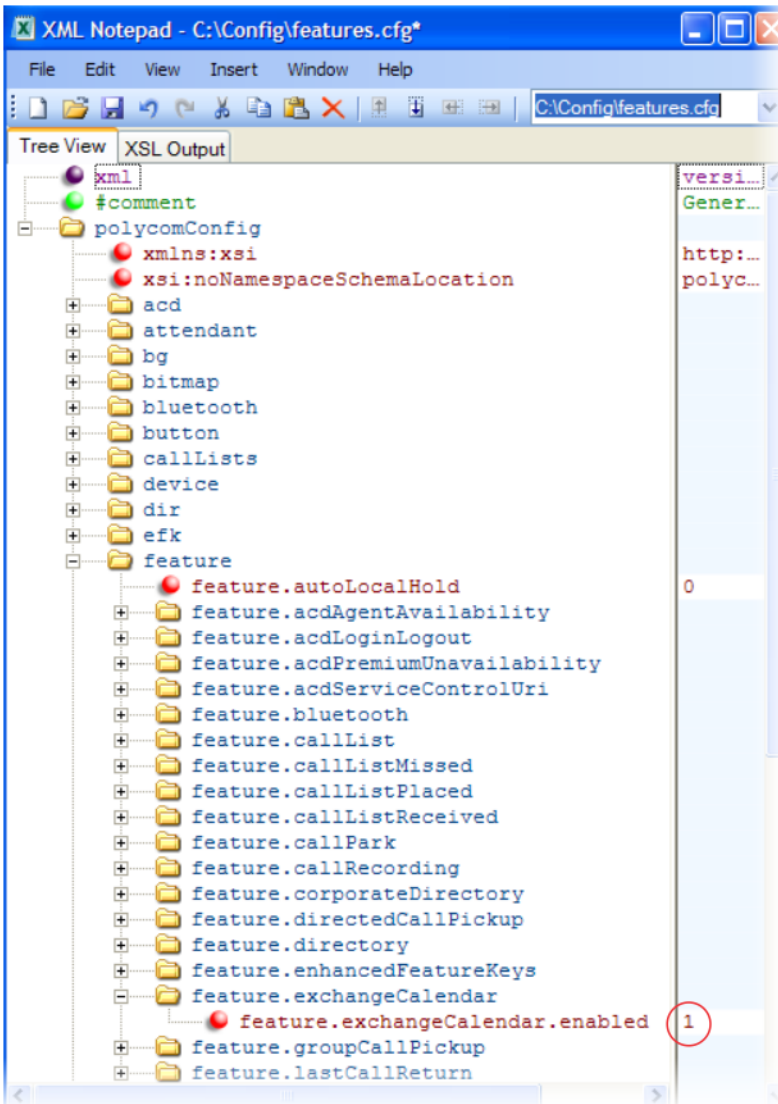 XML Notepad - C:\Config\features.cfg*
File Edit View Insert Window Help
C:\Config\features.cfg
Tree View XSL Output
xml versi...
#comment Gener...
polycomConfig
xmlns:xsi http:...
xsi:noNamespaceSchemaLocation polyc...
acd
attendant
bg
bitmap
bluetooth
button
callLists
device
dir
efk
feature
feature.autoLocalHold 0
feature.acdAgentAvailability
feature.acdLoginLogout
feature.acdPremiumUnavailability
feature.acdServiceControlUri
feature.bluetooth
feature.callList
feature.callListMissed
feature.callListPlaced
feature.callListReceived
feature.callPark
feature.callRecording
feature.corporateDirectory
feature.directedCallPickup
feature.directory
feature.enhancedFeatureKeys
feature.exchangeCalendar
feature.exchangeCalendar.enabled 1
feature.groupCallPickup
feature.lastCallReturn